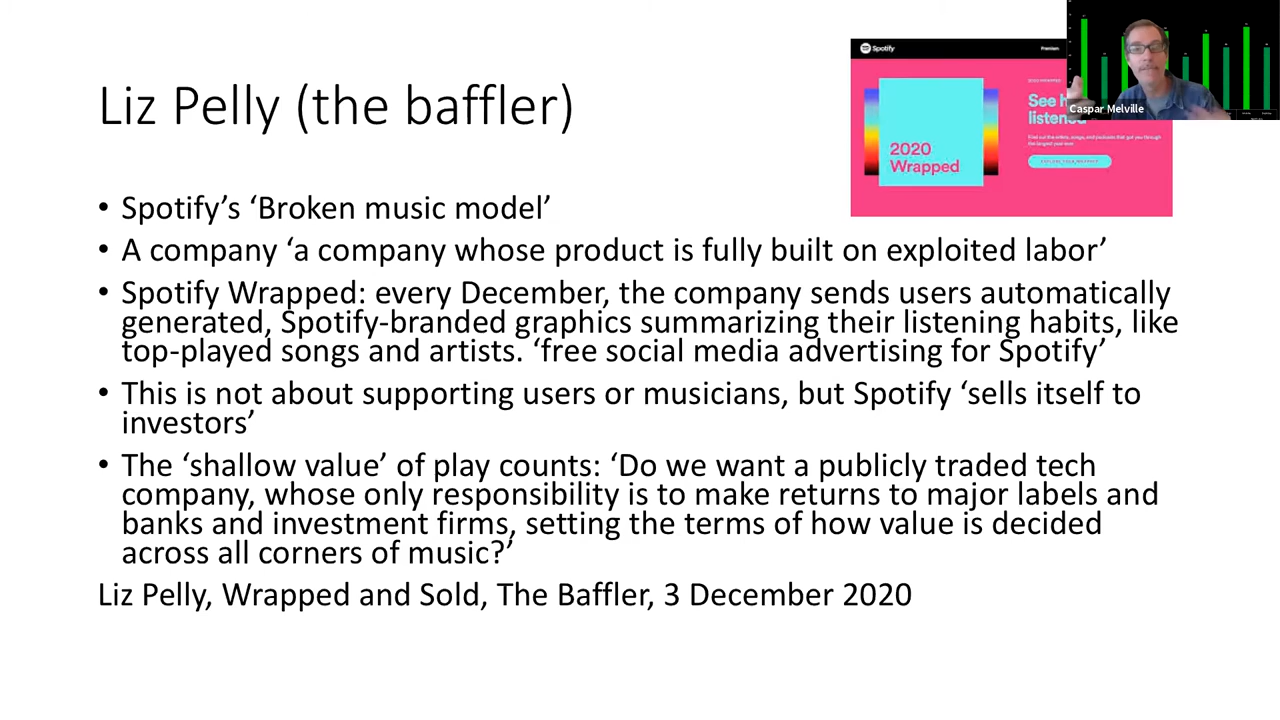 Liz Pelly (the baffler)
Spotify
Premium
2020
Wrapped
See h
listened
Caspar Melville
• Spotify’s ‘Broken music model’
• A company ‘a company whose product is fully built on exploited labor’
• Spotify Wrapped: every December, the company sends users automatically
generated, Spotify-branded graphics summarizing their listening habits, like
top-played songs and artists. ‘free social media advertising for Spotify’
• This is not about supporting users or musicians, but Spotify ‘sells itself to
investors’
• The ‘shallow value’ of play counts: ‘Do we want a publicly traded tech
company, whose only responsibility is to make returns to major labels and
banks and investment firms, setting the terms of how value is decided
across all corners of music?’
Liz Pelly, Wrapped and Sold, The Baffler, 3 December 2020